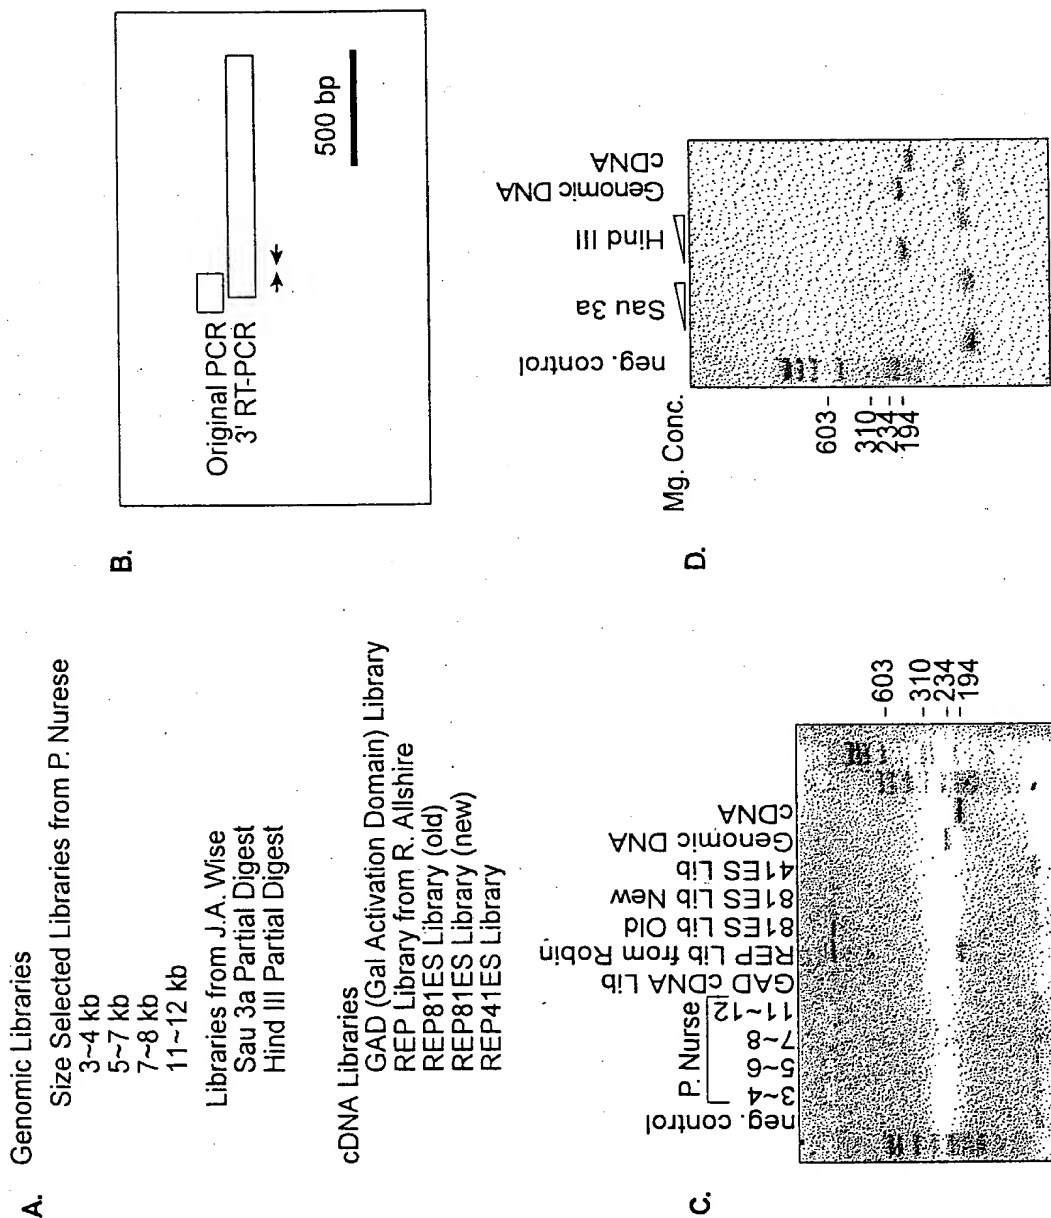 A. Genomic Libraries
Size Selected Libraries from P. Nurese
3~4 kb
5~7 kb
7~8 kb
11~12 kb
Libraries from J.A. Wise
Sau 3a Partial Digest
Hind III Partial Digest
cDNA Libraries
GAD (Gal Activation Domain) Library
REP Library from R. Allshire
REP81ES Library (old)
REP81ES Library (new)
REP41ES Library
B.
Original PCR
3' RT-PCR
500 bp
C.
neg. control
P. Nurse
3~4
5~6
7~8
11~12
GAD cDNA Lib
REP Lib from Robin
81ES Lib Old
81ES Lib New
41ES Lib
Genomic DNA
cDNA
- 603
- 310
- 234
- 194
D.
Mg. Conc.
neg. control
Sau 3a
Hind III
Genomic DNA
cDNA
603 -
310 -
234 -
194 -